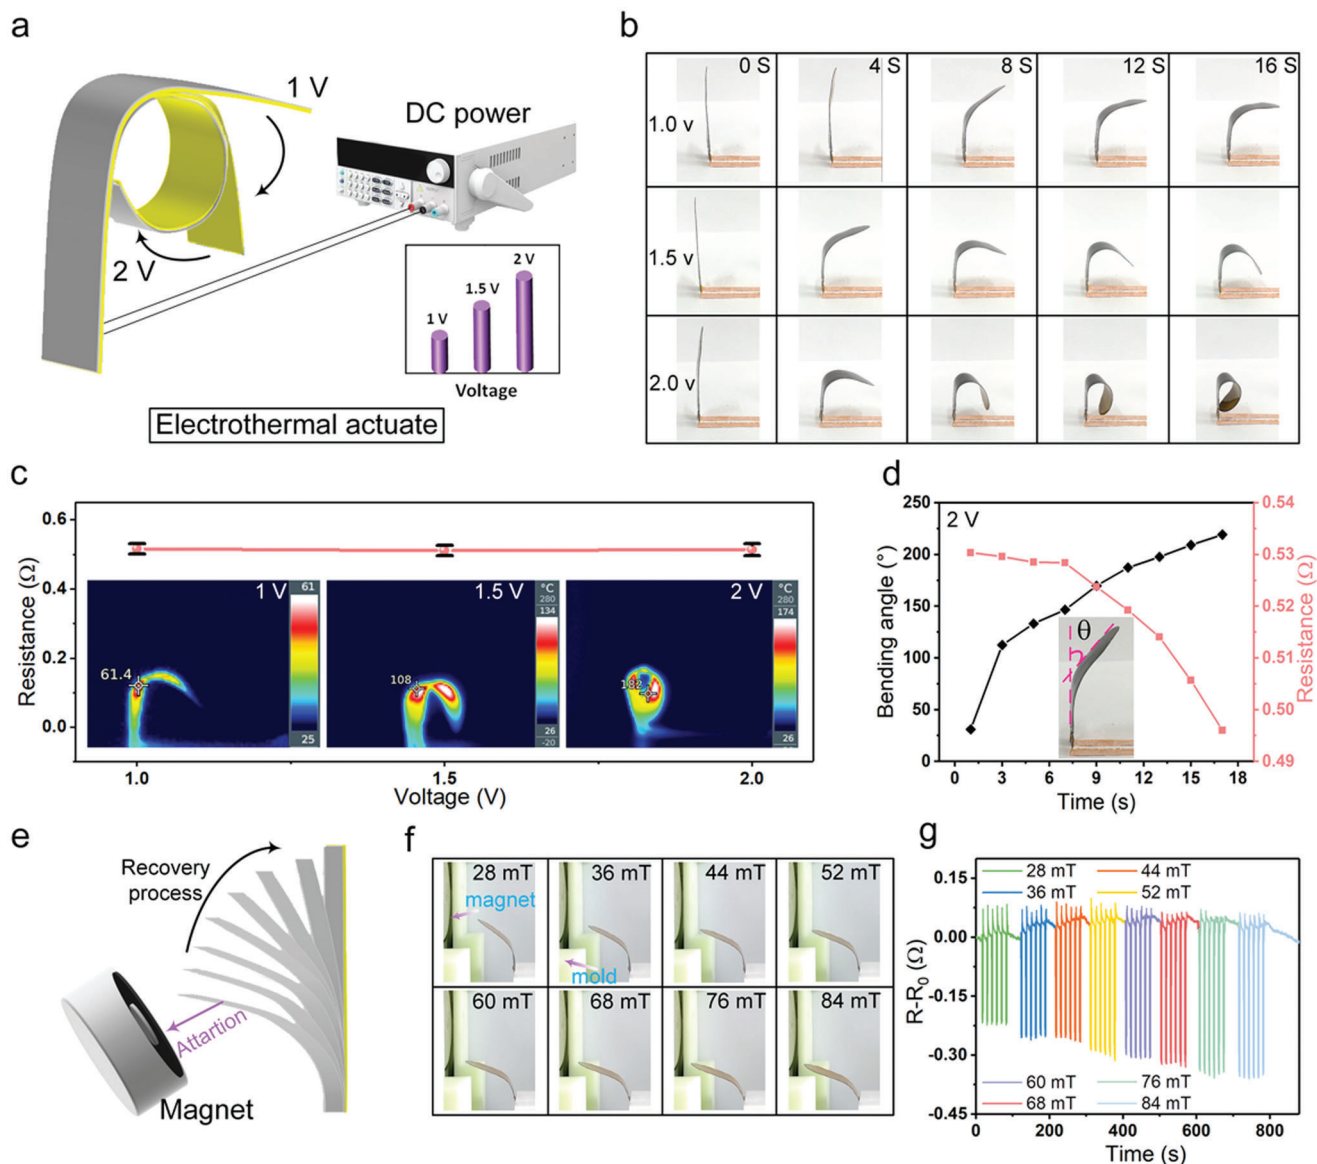 a
1 V
DC power
2 V
2 V
1.5 V
1 V
Voltage
Electrothermal actuate
b
0 S
4 S
8 S
12 S
16 S
1.0 v
1.5 v
2.0 v
c
Resistance (Ω)
0.6
0.4
0.2
0.0
1 V
61
61.4
25
1.5 V
°C
280
134
108
26
-20
2 V
°C
280
174
182
26
1.0
1.5
2.0
Voltage (V)
d
2 V
Bending angle (°)
250
200
150
100
50
0
θ
0.54
0.53
0.52
0.51
0.50
0.49
Resistance (Ω)
0
3
6
9
12
15
18
Time (s)
e
Recovery
process
Attartion
Magnet
f
28 mT
36 mT
44 mT
52 mT
magnet
mold
60 mT
68 mT
76 mT
84 mT
g
R-R0 (Ω)
0.15
0.00
-0.15
-0.30
-0.45
28 mT
44 mT
36 mT
52 mT
60 mT
76 mT
68 mT
84 mT
0
200
400
600
800
Time (s)